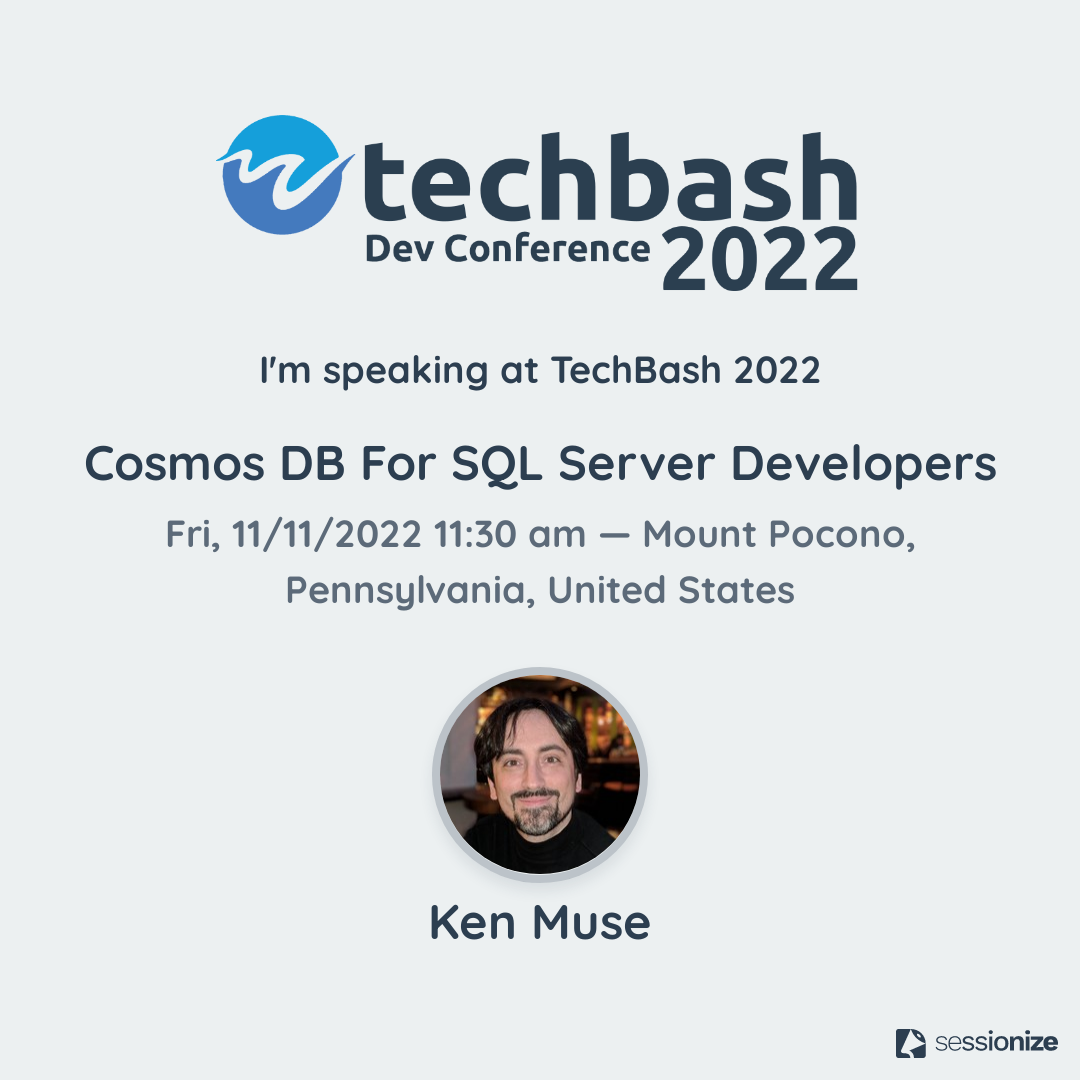 techbash
Dev Conference 2022
I'm speaking at TechBash 2022
Cosmos DB For SQL Server Developers
Fri, 11/11/2022 11:30 am — Mount Pocono,
Pennsylvania, United States
Ken Muse
sessionize